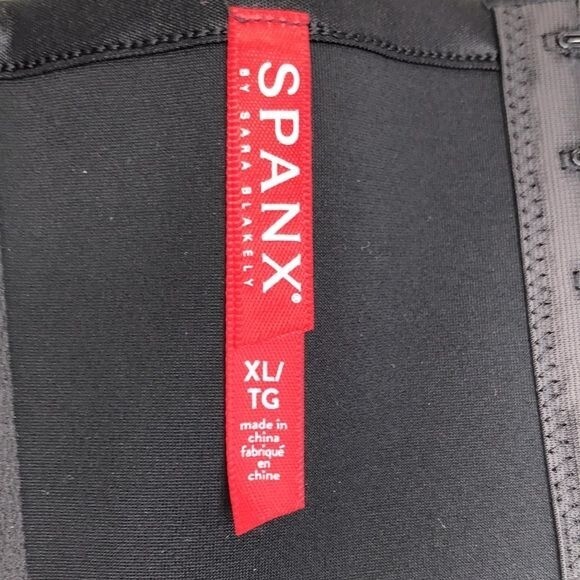 SPANX®
BY SARA BLAKELY
XL/
TG
made in
china
fabriqué
en
chine